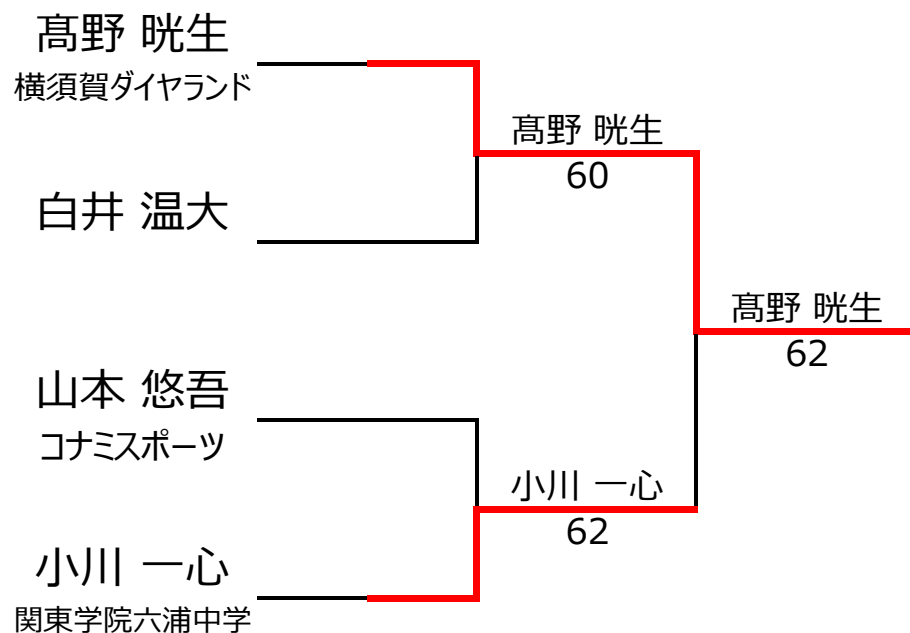 髙野 晄生
横須賀ダイヤランド
白井 温大
山本 悠吾
コナミスポーツ
小川 一心
関東学院六浦中学
髙野 晄生
60
小川 一心
62
髙野 晄生
62